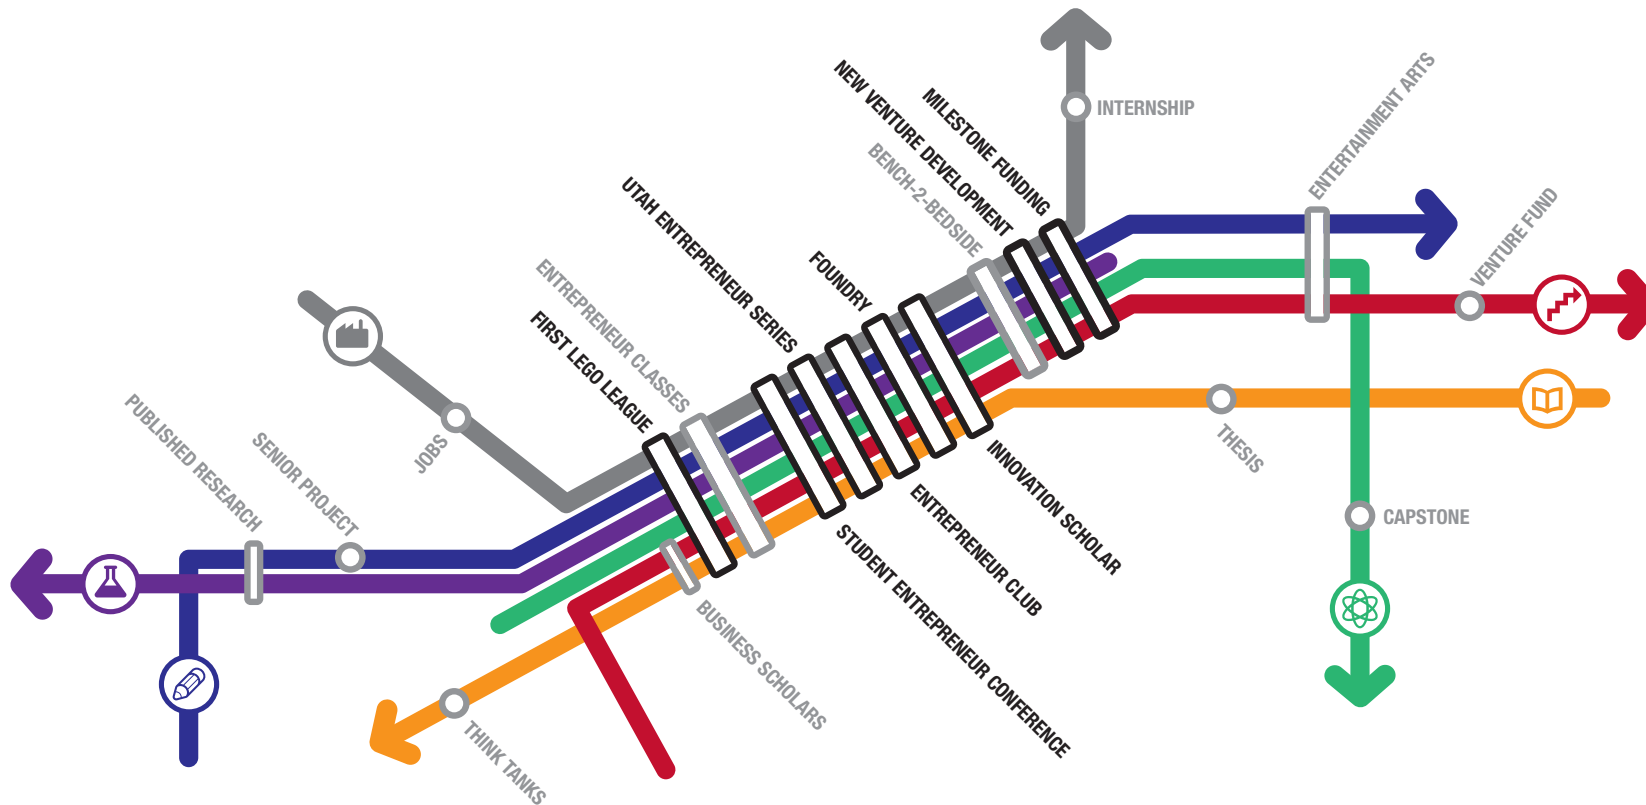 INTERNSHIP
ENTERTAINMENT ARTS
NEW VENTURE DEVELOPMENT
MILESTONE FUNDING
BENCH-2-BEDSIDE
VENTURE FUND
UTAH ENTREPRENEUR SERIES
FOUNDRY
ENTREPRENEUR CLASSES
FIRST LEGO LEAGUE
PUBLISHED RESEARCH
SENIOR PROJECT
JOBS
THESIS
INNOVATION SCHOLAR
ENTREPRENEUR CLUB
STUDENT ENTREPRENEUR CONFERENCE
CAPSTONE
BUSINESS SCHOLARS
THINK TANKS